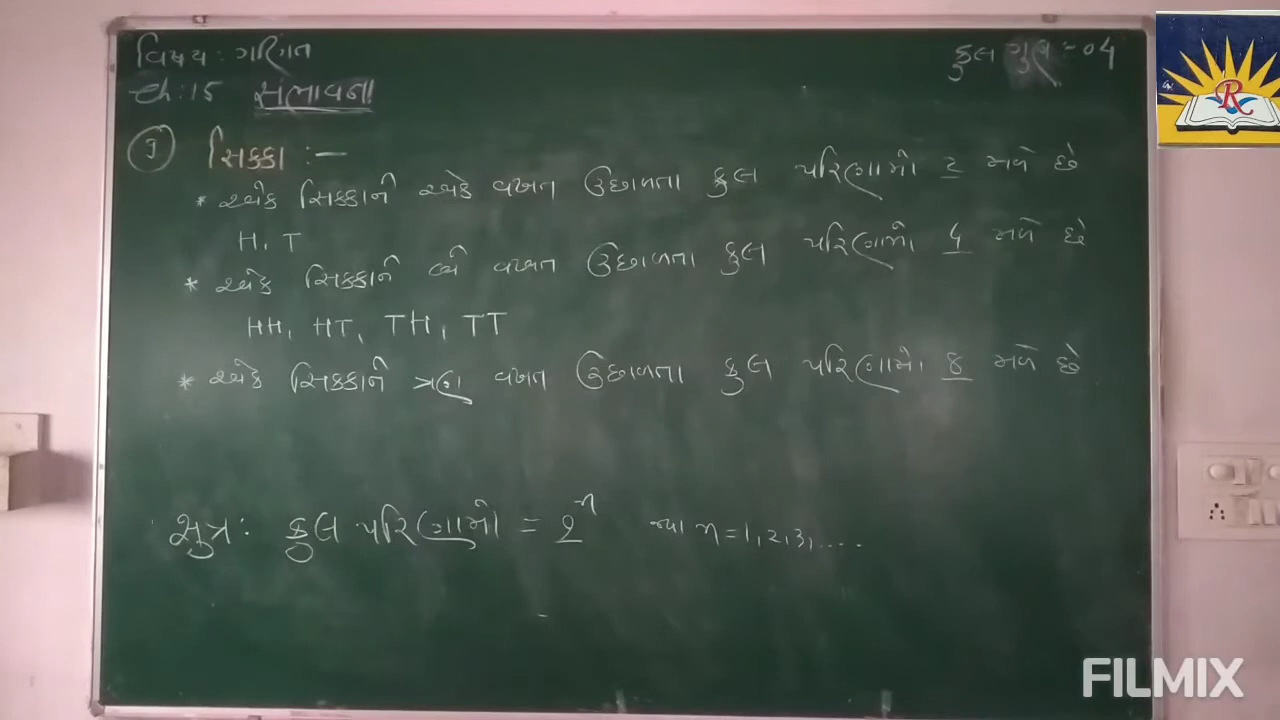 વિષય : ગણિત
કુલ ગુણ :- 04
Ch : 15 સંભાવના
1 સિક્કા :-
* એક સિક્કાને એક વખત ઉછાળતા કુલ પરિણામો 2 મળે છે
H, T
* એક સિક્કાને બે વખત ઉછાળતા કુલ પરિણામો 4 મળે છે
HH, HT, TH, TT
* એક સિક્કાને ત્રણ વખત ઉછાળતા કુલ પરિણામો 8 મળે છે
સુત્ર : કુલ પરિણામો = 2^n જ્યા n = 1, 2, 3, ....
R
FILMIX